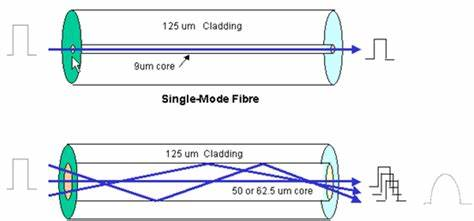 125 um Cladding
9um core
Single-Mode Fibre
125 um Cladding
50 or 62.5 um core